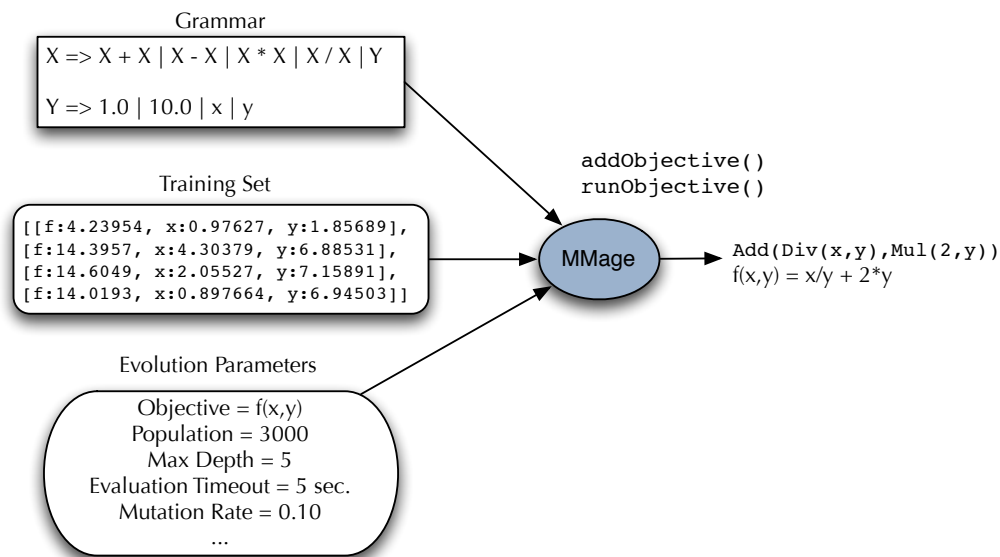 Grammar
X => X + X | X - X | X * X | X / X | Y
Y => 1.0 | 10.0 | x | y
Training Set
[[f:4.23954, x:0.97627, y:1.85689],
[f:14.3957, x:4.30379, y:6.88531],
[f:14.6049, x:2.05527, y:7.15891],
[f:14.0193, x:0.897664, y:6.94503]]
Evolution Parameters
Objective = f(x,y)
Population = 3000
Max Depth = 5
Evaluation Timeout = 5 sec.
Mutation Rate = 0.10
...
addObjective()
runObjective()
MMage
Add(Div(x,y),Mul(2,y))
f(x,y) = x/y + 2*y